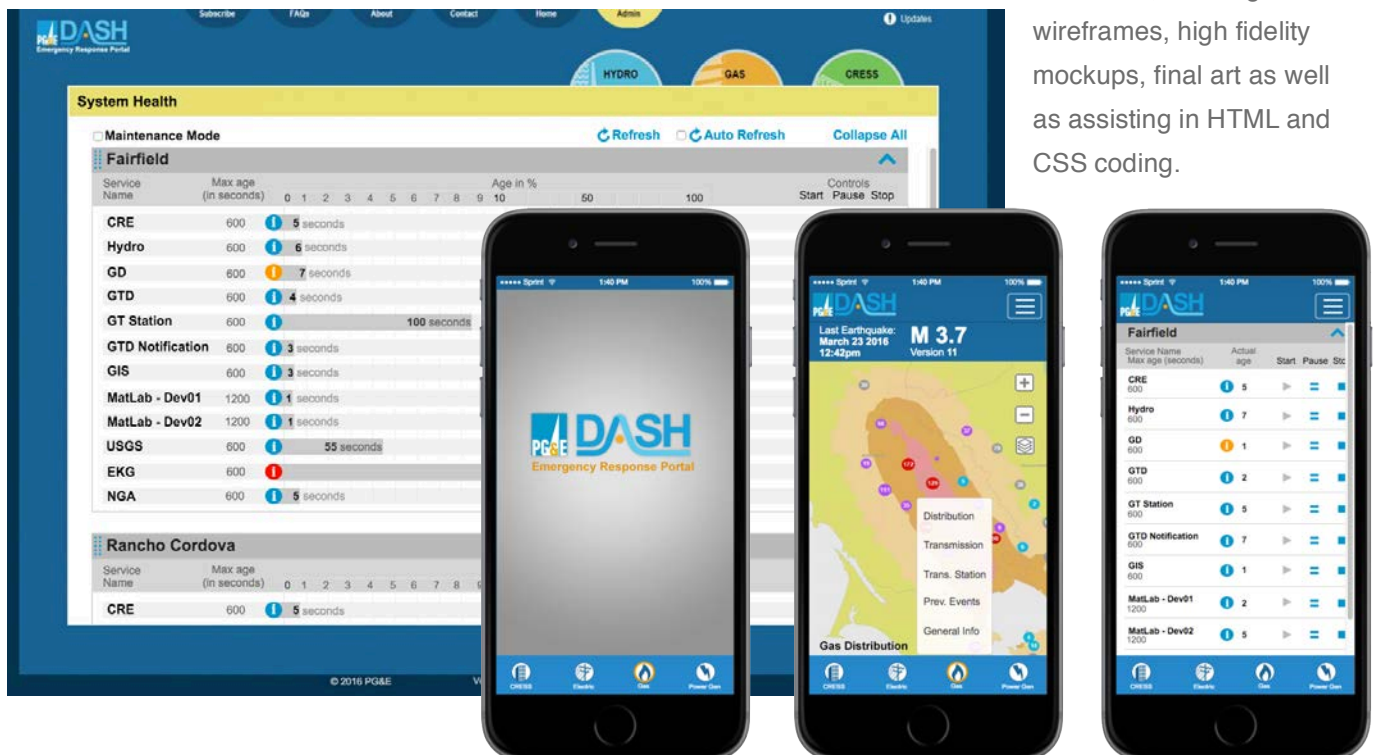 Subscribe FAQs About Contact Home Admin Updates
PG&E DASH
Emergency Response Portal
HYDRO GAS CRESS
System Health
Maintenance Mode Refresh Auto Refresh Collapse All
Fairfield
Service Max age Age in % Controls
Name (in seconds) 0 1 2 3 4 5 6 7 8 9 10 50 100 Start Pause Stop
CRE 600 5 seconds
Hydro 600 6 seconds
GD 600 7 seconds
GTD 600 4 seconds
GT Station 600 100 seconds
GTD Notification 600 3 seconds
GIS 600 3 seconds
MatLab - Dev01 1200 1 seconds
MatLab - Dev02 1200 1 seconds
USGS 600 55 seconds
EKG 600
NGA 600 5 seconds
Rancho Cordova
Service Max age
Name (in seconds) 0 1 2 3 4 5 6 7 8
CRE 600 5 seconds
© 2016 PG&E
wireframes, high fidelity
mockups, final art as well
as assisting in HTML and
CSS coding.
Sprint 1:40 PM 100%
PG&E DASH
Emergency Response Portal
CRESS Electric Gas Power Gen
Sprint 1:40 PM 100%
PG&E DASH
Last Earthquake: M 3.7
March 23 2016
12:42pm Version 11
172
151
Distribution
Transmission
Trans. Station
Prev. Events
General Info
Gas Distribution
CRESS Electric Gas Power Gen
Sprint 1:40 PM 100%
PG&E DASH
Fairfield
Service Name Actual
Max age (seconds) age Start Pause Stc
CRE
600 5
Hydro
600 7
GD
600 1
GTD
600 2
GT Station
600 5
GTD Notification
600 7
GIS
600 1
MatLab - Dev01
1200 2
MatLab - Dev02
1200 5
CRESS Electric Gas Power Gen